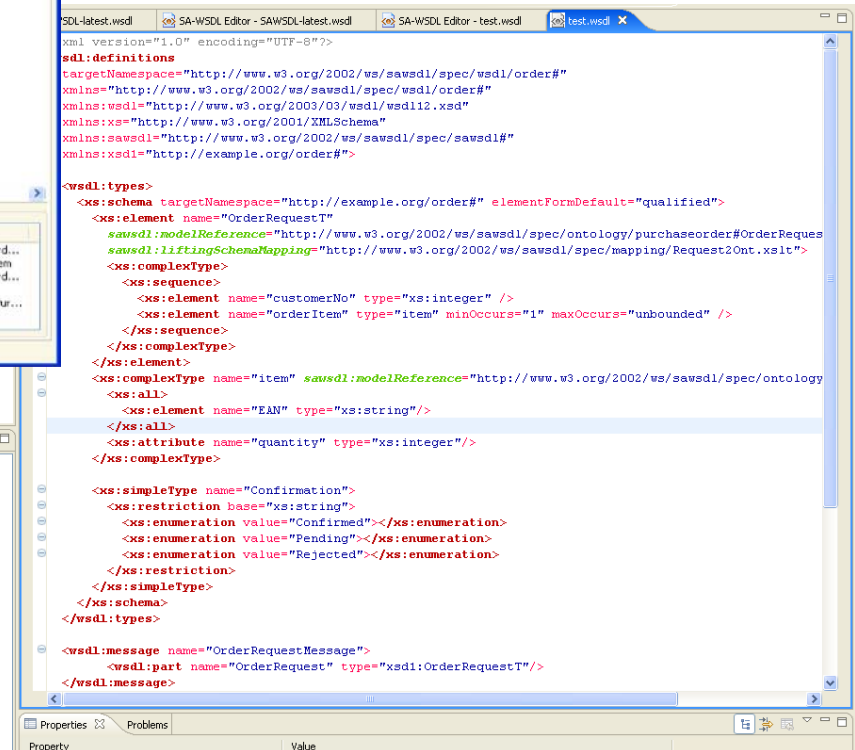 SDL-latest.wsdl
SA-WSDL Editor - SAWSDL-latest.wsdl
SA-WSDL Editor - test.wsdl
test.wsdl
xml version="1.0" encoding="UTF-8"?>
sdl:definitions
targetNamespace="http://www.w3.org/2002/ws/sawsdl/spec/wsdl/order#"
xmlns="http://www.w3.org/2002/ws/sawsdl/spec/wsdl/order#"
xmlns:wsdl="http://www.w3.org/2003/03/wsdl/wsdl12.xsd"
xmlns:xs="http://www.w3.org/2001/XMLSchema"
xmlns:sawsdl="http://www.w3.org/2002/ws/sawsdl/spec/sawsdl#"
xmlns:xsd1="http://example.org/order#">
<wsdl:types>
<xs:schema targetNamespace="http://example.org/order#" elementFormDefault="qualified">
<xs:element name="OrderRequestT"
sawsdl:modelReference="http://www.w3.org/2002/ws/sawsdl/spec/ontology/purchaseorder#OrderReques
sawsdl:liftingSchemaMapping="http://www.w3.org/2002/ws/sawsdl/spec/mapping/Request2Ont.xslt">
<xs:complexType>
<xs:sequence>
<xs:element name="customerNo" type="xs:integer" />
<xs:element name="orderItem" type="item" minOccurs="1" maxOccurs="unbounded" />
</xs:sequence>
</xs:complexType>
</xs:element>
<xs:complexType name="item" sawsdl:modelReference="http://www.w3.org/2002/ws/sawsdl/spec/ontology
<xs:all>
<xs:element name="EAN" type="xs:string"/>
</xs:all>
<xs:attribute name="quantity" type="xs:integer"/>
</xs:complexType>
<xs:simpleType name="Confirmation">
<xs:restriction base="xs:string">
<xs:enumeration value="Confirmed"></xs:enumeration>
<xs:enumeration value="Pending"></xs:enumeration>
<xs:enumeration value="Rejected"></xs:enumeration>
</xs:restriction>
</xs:simpleType>
</xs:schema>
</wsdl:types>
<wsdl:message name="OrderRequestMessage">
<wsdl:part name="OrderRequest" type="xsd1:OrderRequestT"/>
</wsdl:message>
Properties
Problems
Property
Value